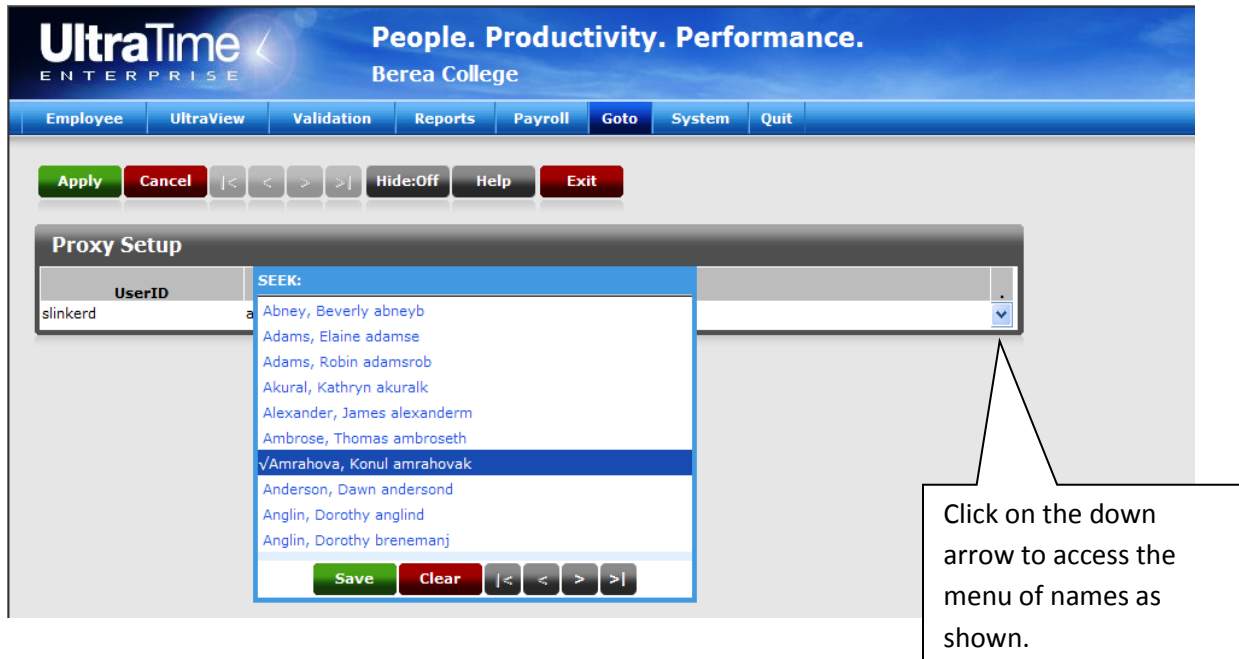 UltraTime People. Productivity. Performance.
ENTERPRISE Berea College
Employee UltraView Validation Reports Payroll Goto System Quit
Apply Cancel |< < > >| Hide:Off Help Exit
Proxy Setup
UserID SEEK: .
slinkerd a
Abney, Beverly abneyb
Adams, Elaine adamse
Adams, Robin adamsrob
Akural, Kathryn akuralk
Alexander, James alexanderm
Ambrose, Thomas ambroseth
√Amrahova, Konul amrahovak
Anderson, Dawn andersond
Anglin, Dorothy anglind
Anglin, Dorothy brenemanj
Save Clear |< < > >|
Click on the down
arrow to access the
menu of names as
shown.